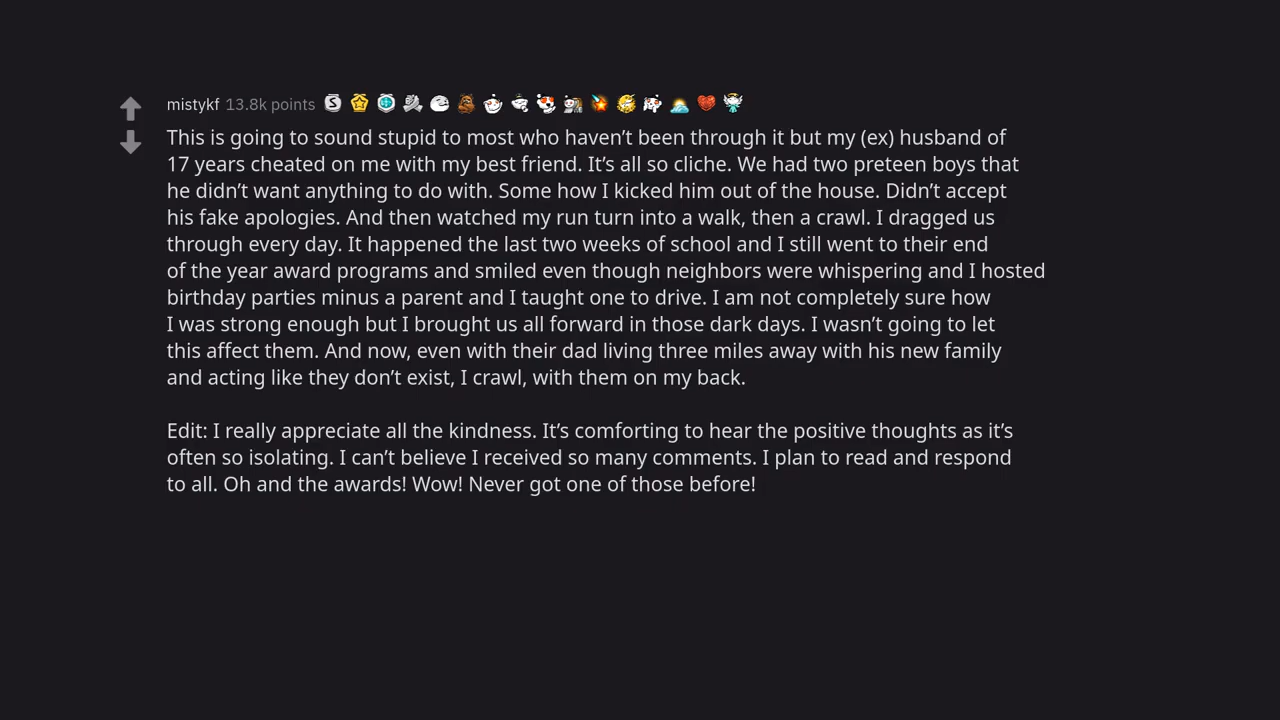 mistykf 13.8k points
This is going to sound stupid to most who haven’t been through it but my (ex) husband of
17 years cheated on me with my best friend. It’s all so cliche. We had two preteen boys that
he didn’t want anything to do with. Some how I kicked him out of the house. Didn’t accept
his fake apologies. And then watched my run turn into a walk, then a crawl. I dragged us
through every day. It happened the last two weeks of school and I still went to their end
of the year award programs and smiled even though neighbors were whispering and I hosted
birthday parties minus a parent and I taught one to drive. I am not completely sure how
I was strong enough but I brought us all forward in those dark days. I wasn’t going to let
this affect them. And now, even with their dad living three miles away with his new family
and acting like they don’t exist, I crawl, with them on my back.
Edit: I really appreciate all the kindness. It’s comforting to hear the positive thoughts as it’s
often so isolating. I can’t believe I received so many comments. I plan to read and respond
to all. Oh and the awards! Wow! Never got one of those before!